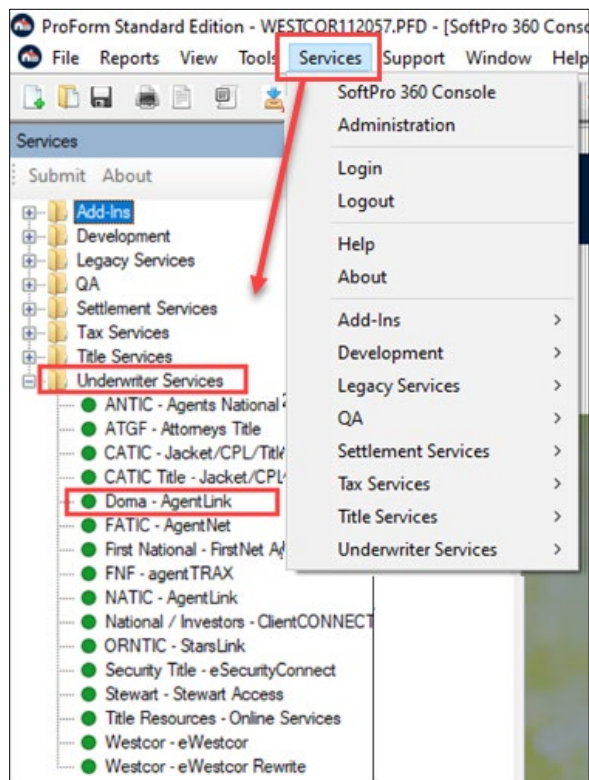 ProForm Standard Edition - WESTCOR112057.PFD - [SoftPro 360 Conso
File Reports View Tools Services Support Window Help
Services
Submit About
Add-Ins
Development
Legacy Services
QA
Settlement Services
Tax Services
Title Services
Underwriter Services
ANTIC - Agents National
ATGF - Attorneys Title
CATIC - Jacket/CPL/Title
CATIC Title - Jacket/CPL
Doma - AgentLink
FATIC - AgentNet
First National - FirstNet
FNF - agentTRAX
NATIC - AgentLink
National / Investors - ClientCONNECT
ORNTIC - StarsLink
Security Title - eSecurityConnect
Stewart - Stewart Access
Title Resources - Online Services
Westcor - eWestcor
Westcor - eWestcor Rewrite
SoftPro 360 Console
Administration
Login
Logout
Help
About
Add-Ins >
Development >
Legacy Services >
QA >
Settlement Services >
Tax Services >
Title Services >
Underwriter Services >